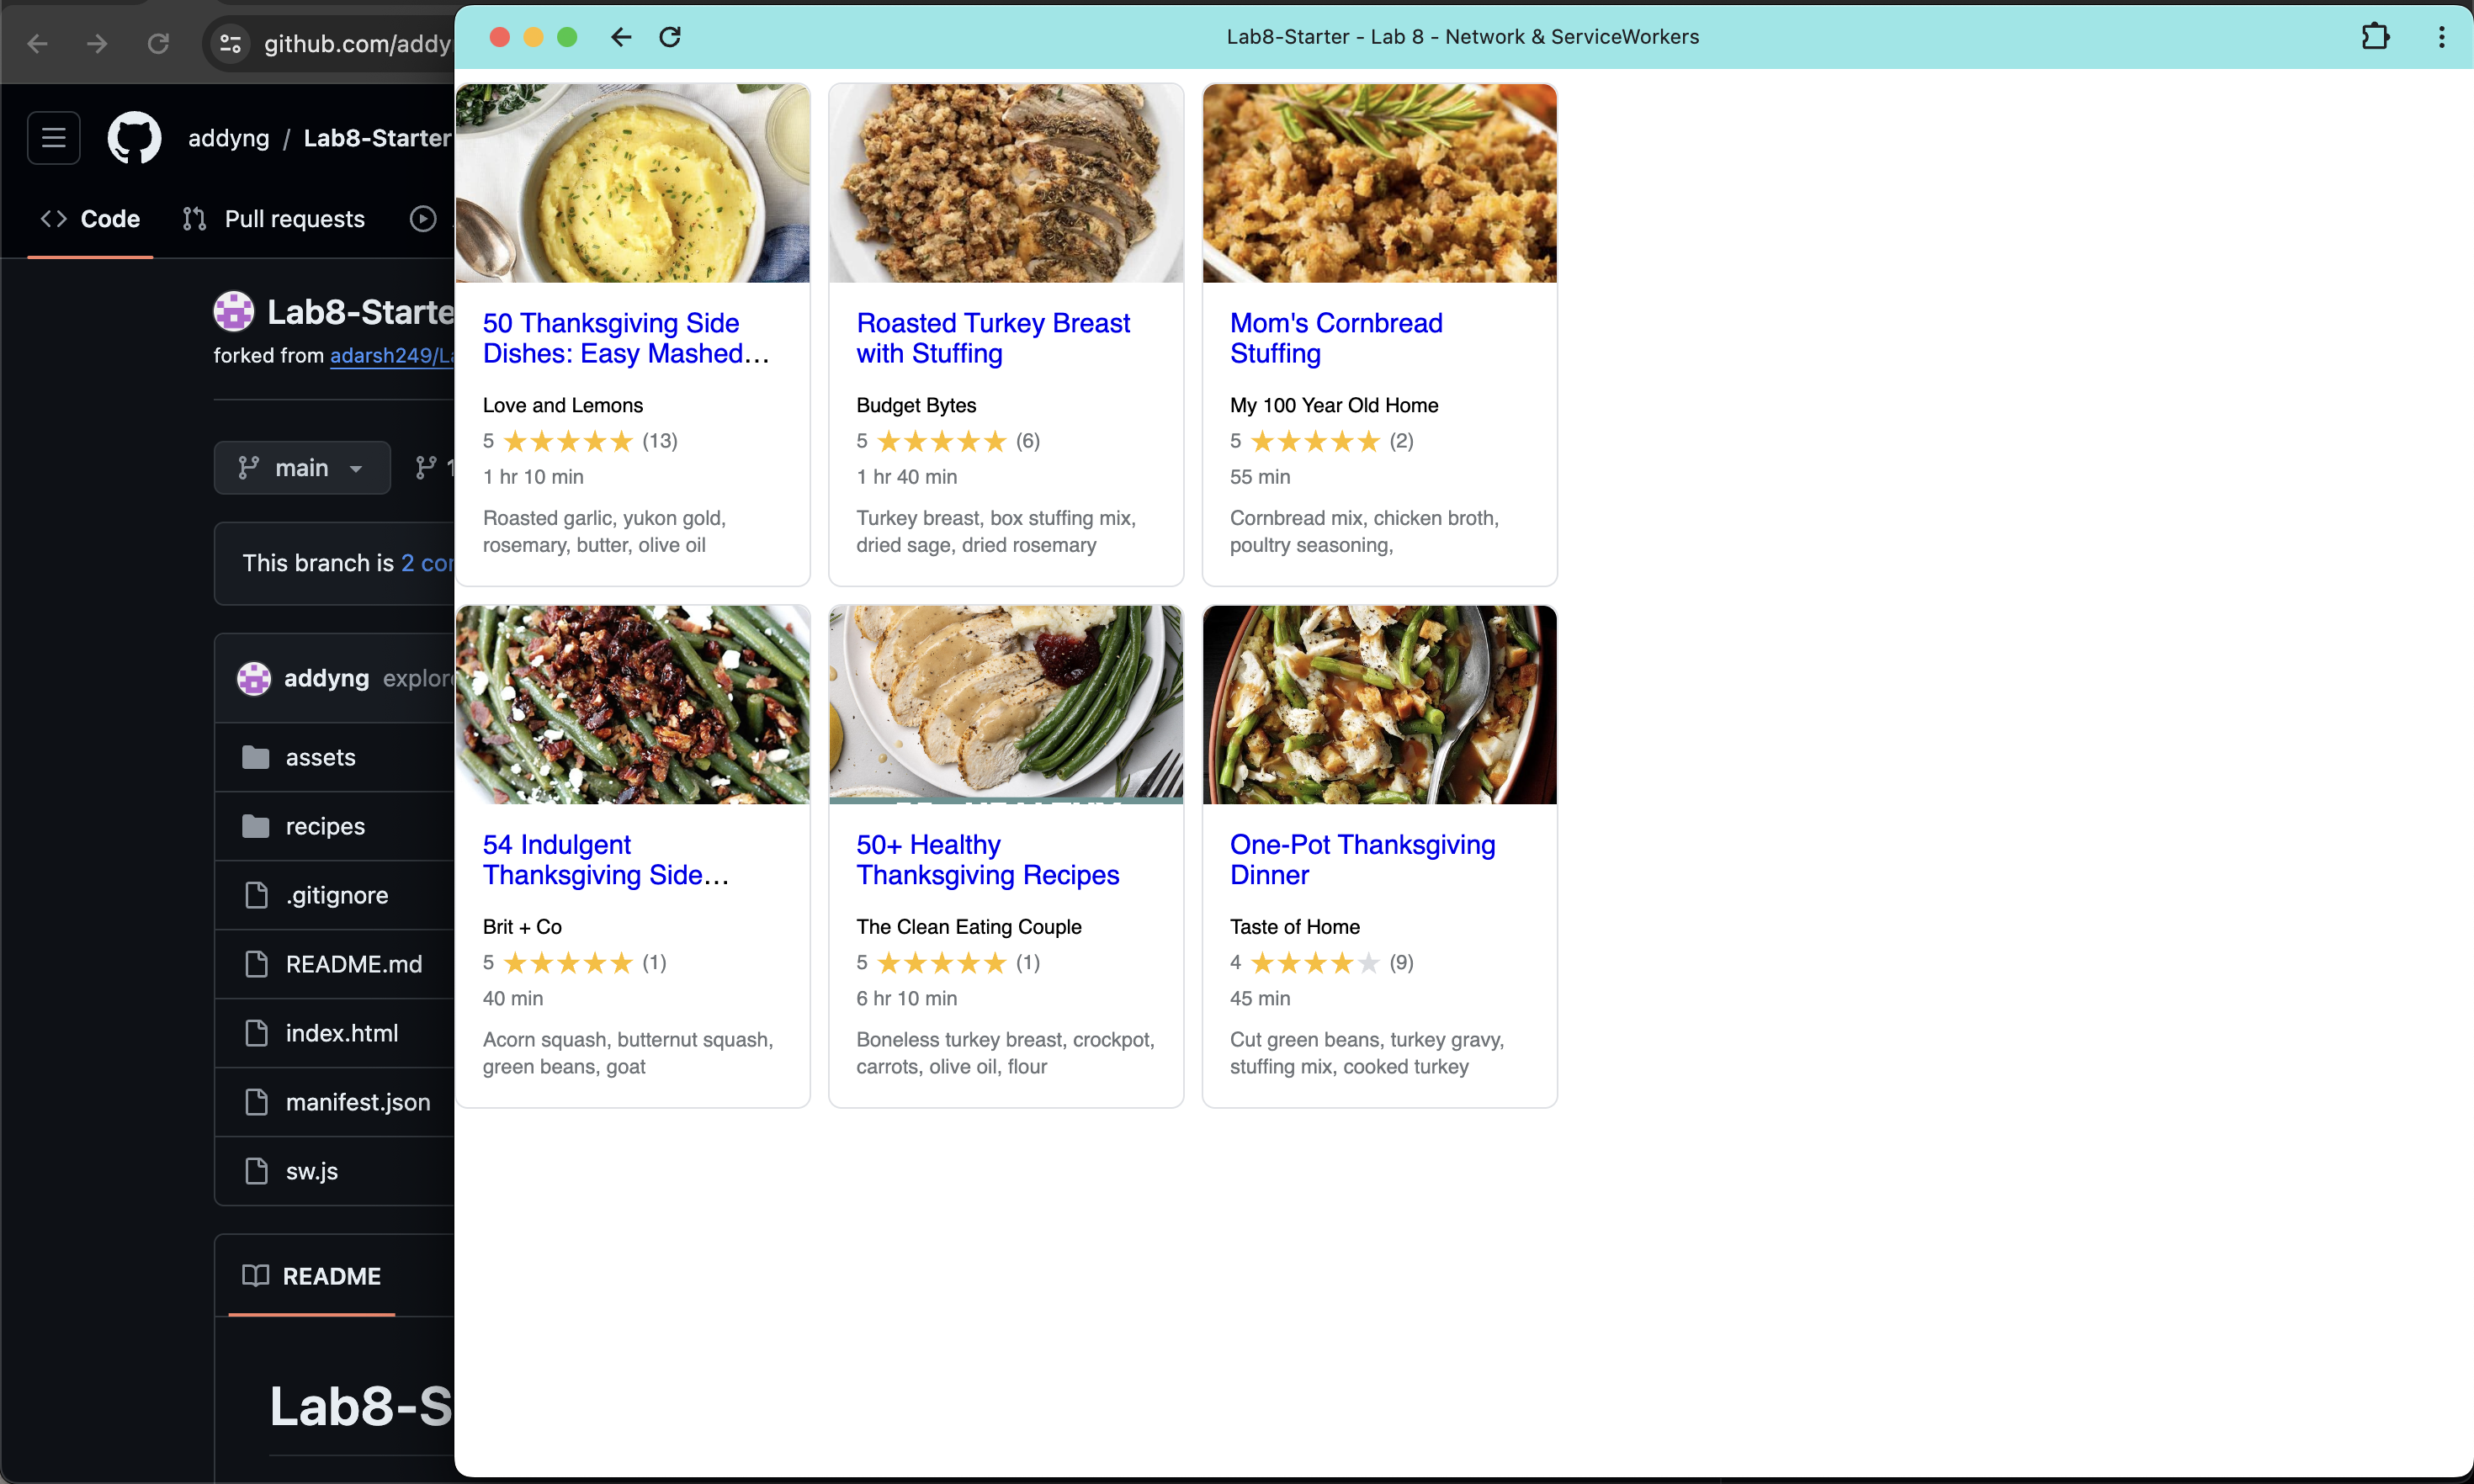 github.com/addy
addyng / Lab8-Starter
Code
Pull requests
Lab8-Starte
forked from adarsh249/L
main
This branch is 2 co
addyng explor
assets
recipes
.gitignore
README.md
index.html
manifest.json
sw.js
README
Lab8-S
Lab8-Starter - Lab 8 - Network & ServiceWorkers
50 Thanksgiving Side
Dishes: Easy Mashed...
Love and Lemons
5 ★★★★★ (13)
1 hr 10 min
Roasted garlic, yukon gold,
rosemary, butter, olive oil
Roasted Turkey Breast
with Stuffing
Budget Bytes
5 ★★★★★ (6)
1 hr 40 min
Turkey breast, box stuffing mix,
dried sage, dried rosemary
Mom's Cornbread
Stuffing
My 100 Year Old Home
5 ★★★★★ (2)
55 min
Cornbread mix, chicken broth,
poultry seasoning,
54 Indulgent
Thanksgiving Side...
Brit + Co
5 ★★★★★ (1)
40 min
Acorn squash, butternut squash,
green beans, goat
50+ Healthy
Thanksgiving Recipes
The Clean Eating Couple
5 ★★★★★ (1)
6 hr 10 min
Boneless turkey breast, crockpot,
carrots, olive oil, flour
One-Pot Thanksgiving
Dinner
Taste of Home
4 ★★★★★ (9)
45 min
Cut green beans, turkey gravy,
stuffing mix, cooked turkey